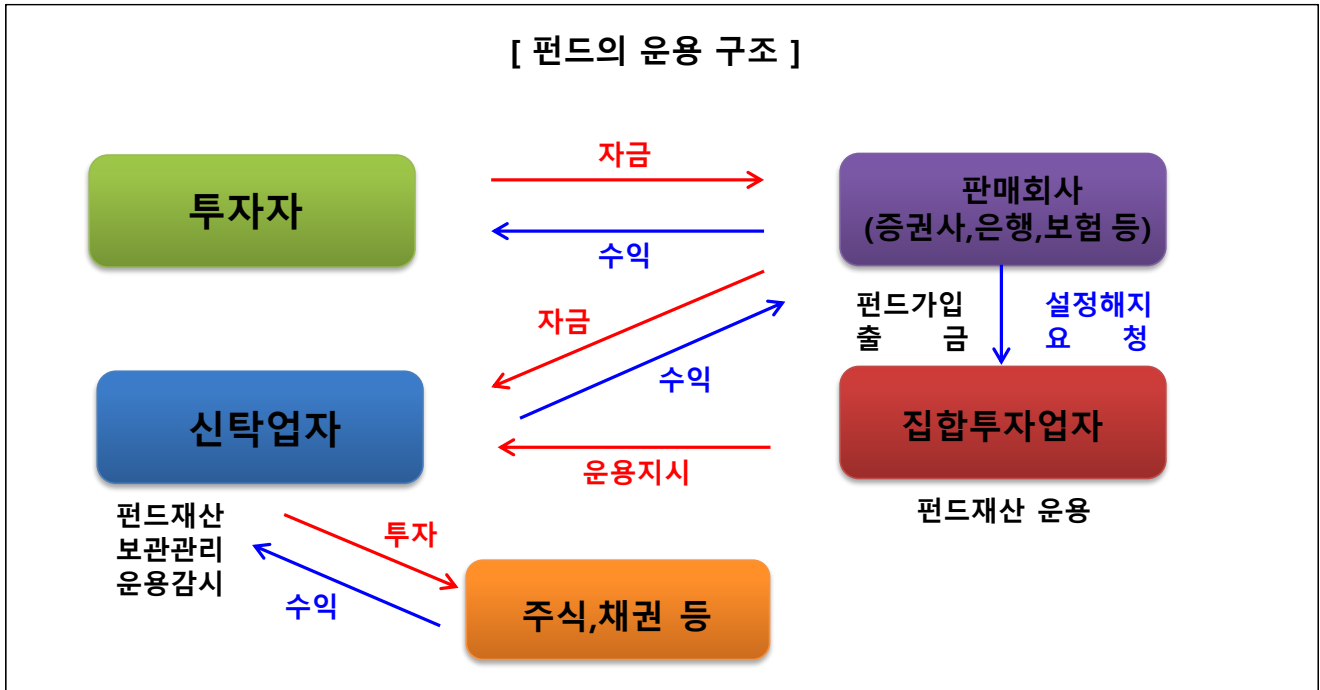 [ 펀드의 운용 구조 ]
자금
투자자
판매회사
(증권사,은행,보험 등)
수익
자금
펀드가입
출 금
설정해지
요 청
수익
신탁업자
집합투자업자
운용지시
펀드재산
보관관리
운용감시
펀드재산 운용
투자
수익
주식,채권 등